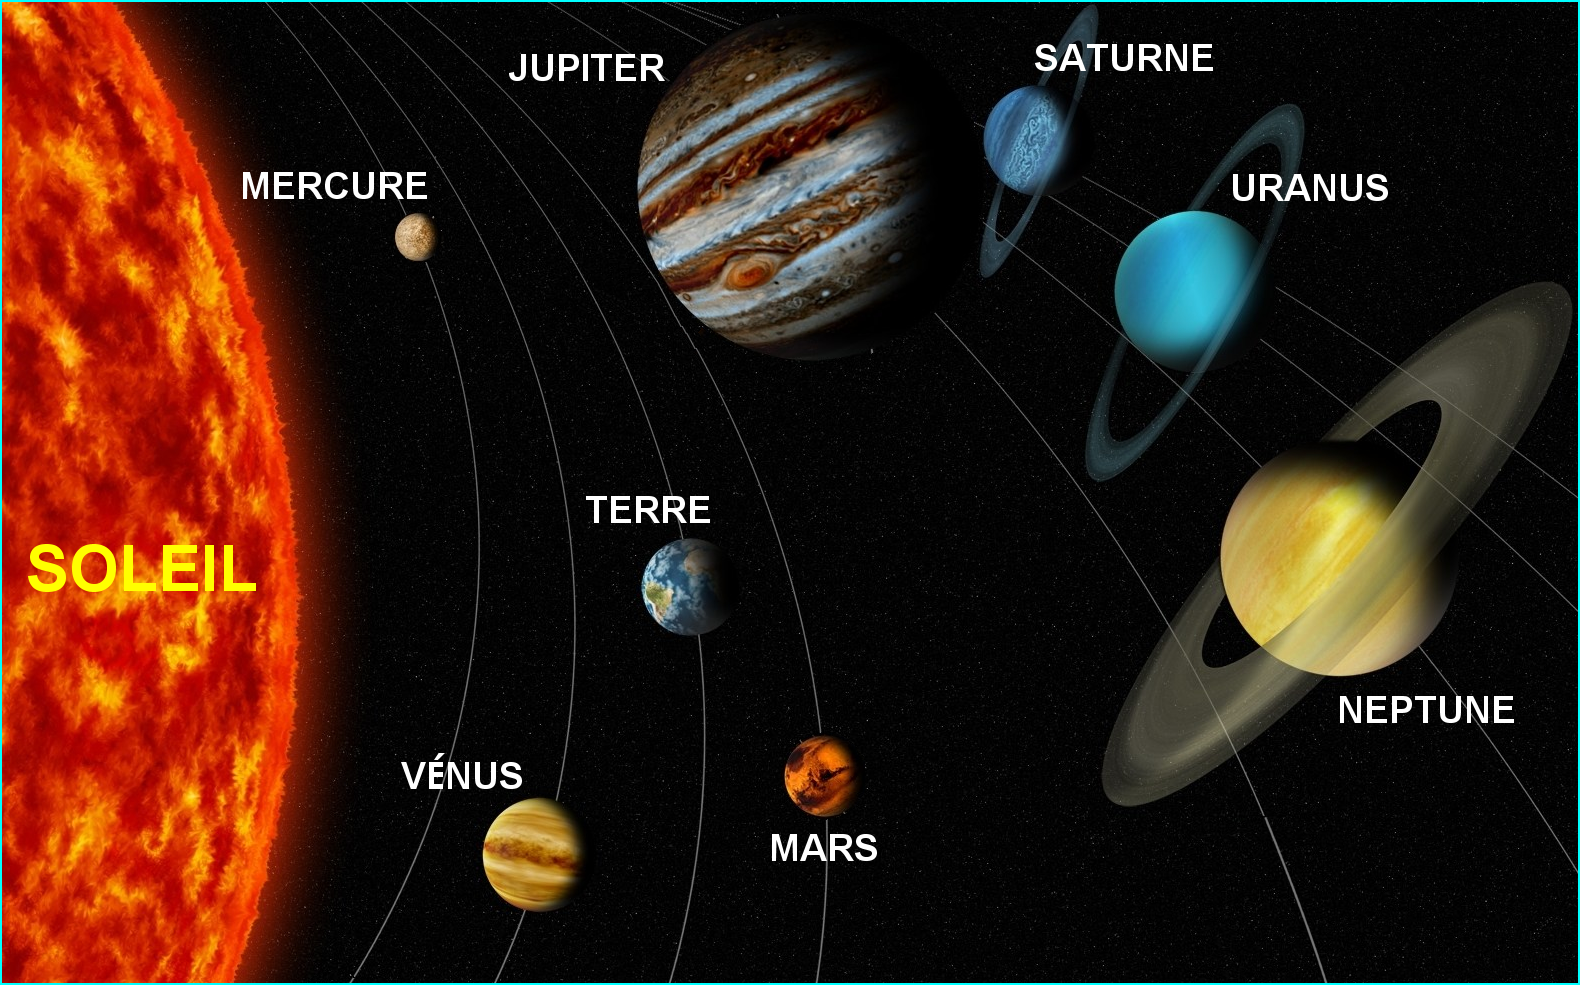 JUPITER
SATURNE
MERCURE
URANUS
TERRE
SOLEIL
NEPTUNE
VÉNUS
MARS